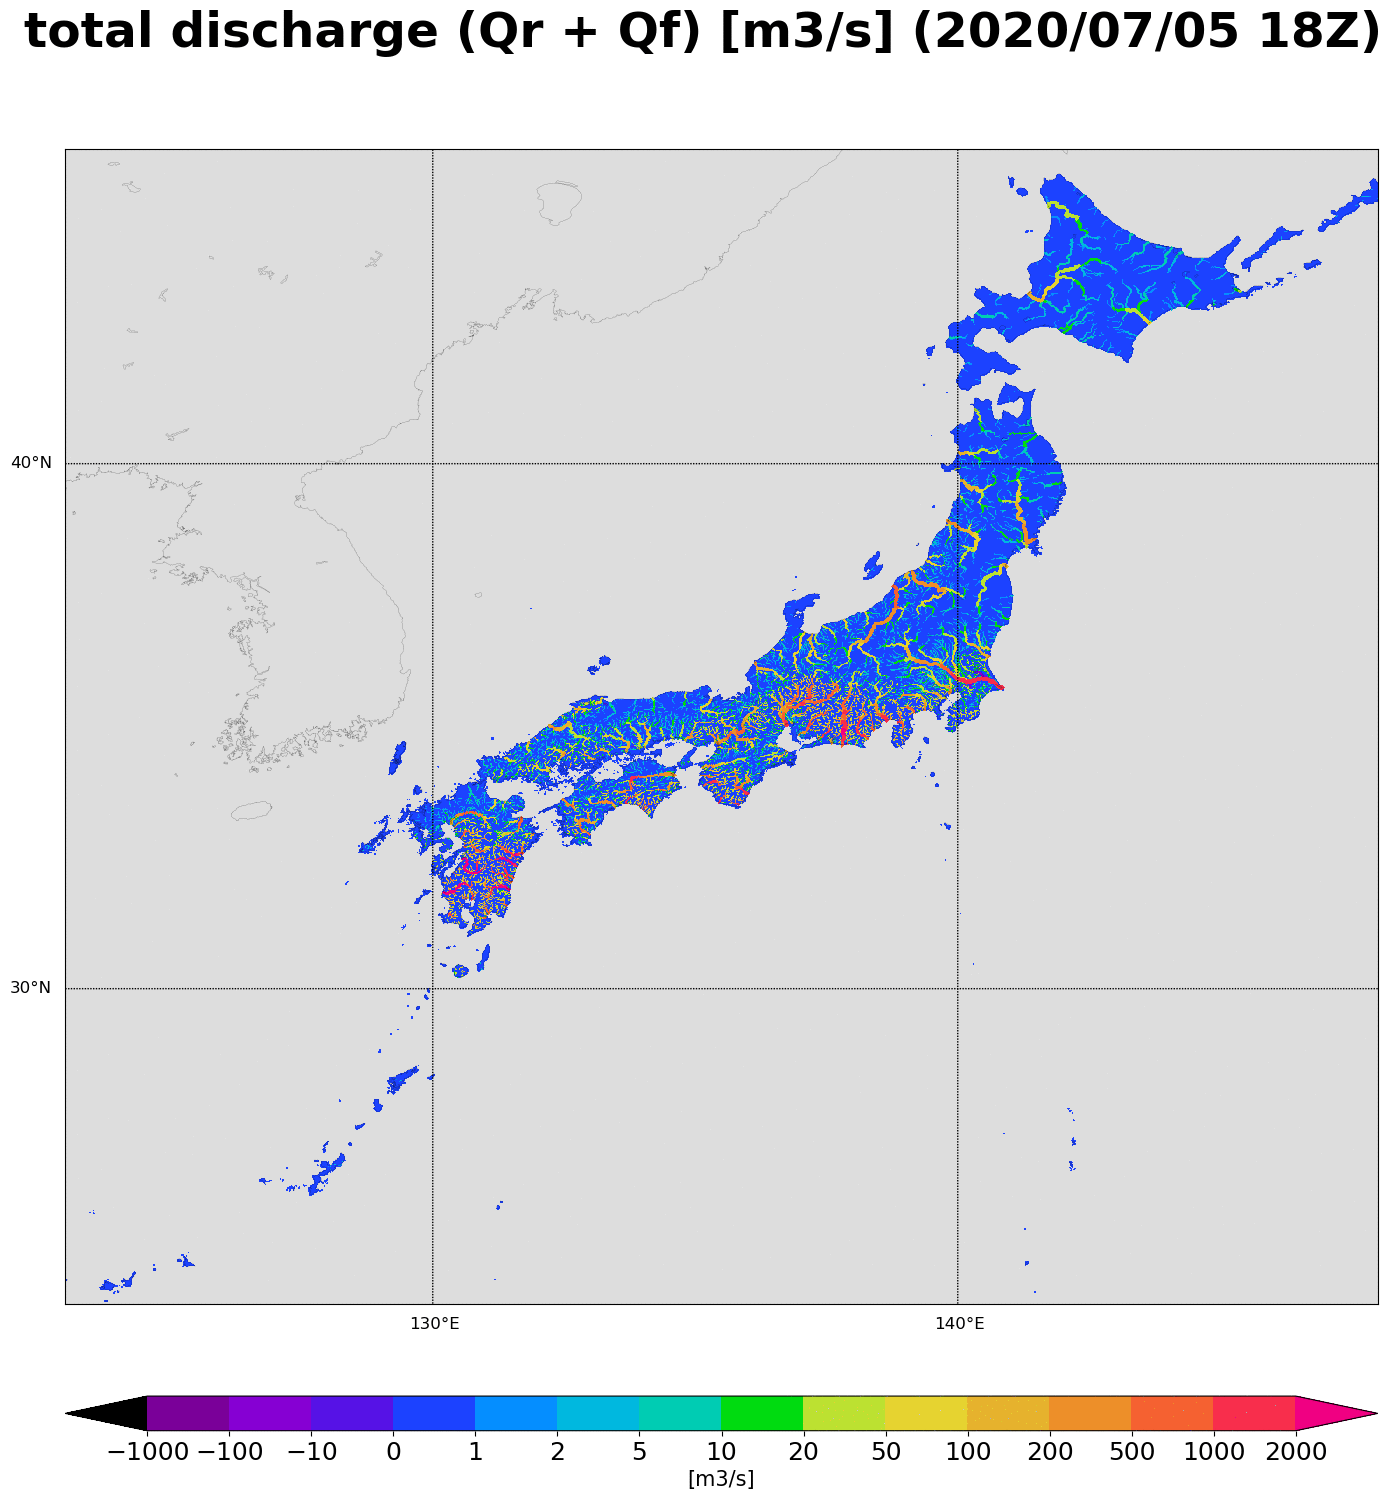 total discharge (Qr + Qf) [m3/s] (2020/07/05 18Z)
40°N
30°N
130°E 140°E
−1000 −100 −10 0 1 2 5 10 20 50 100 200 500 1000 2000
[m3/s]